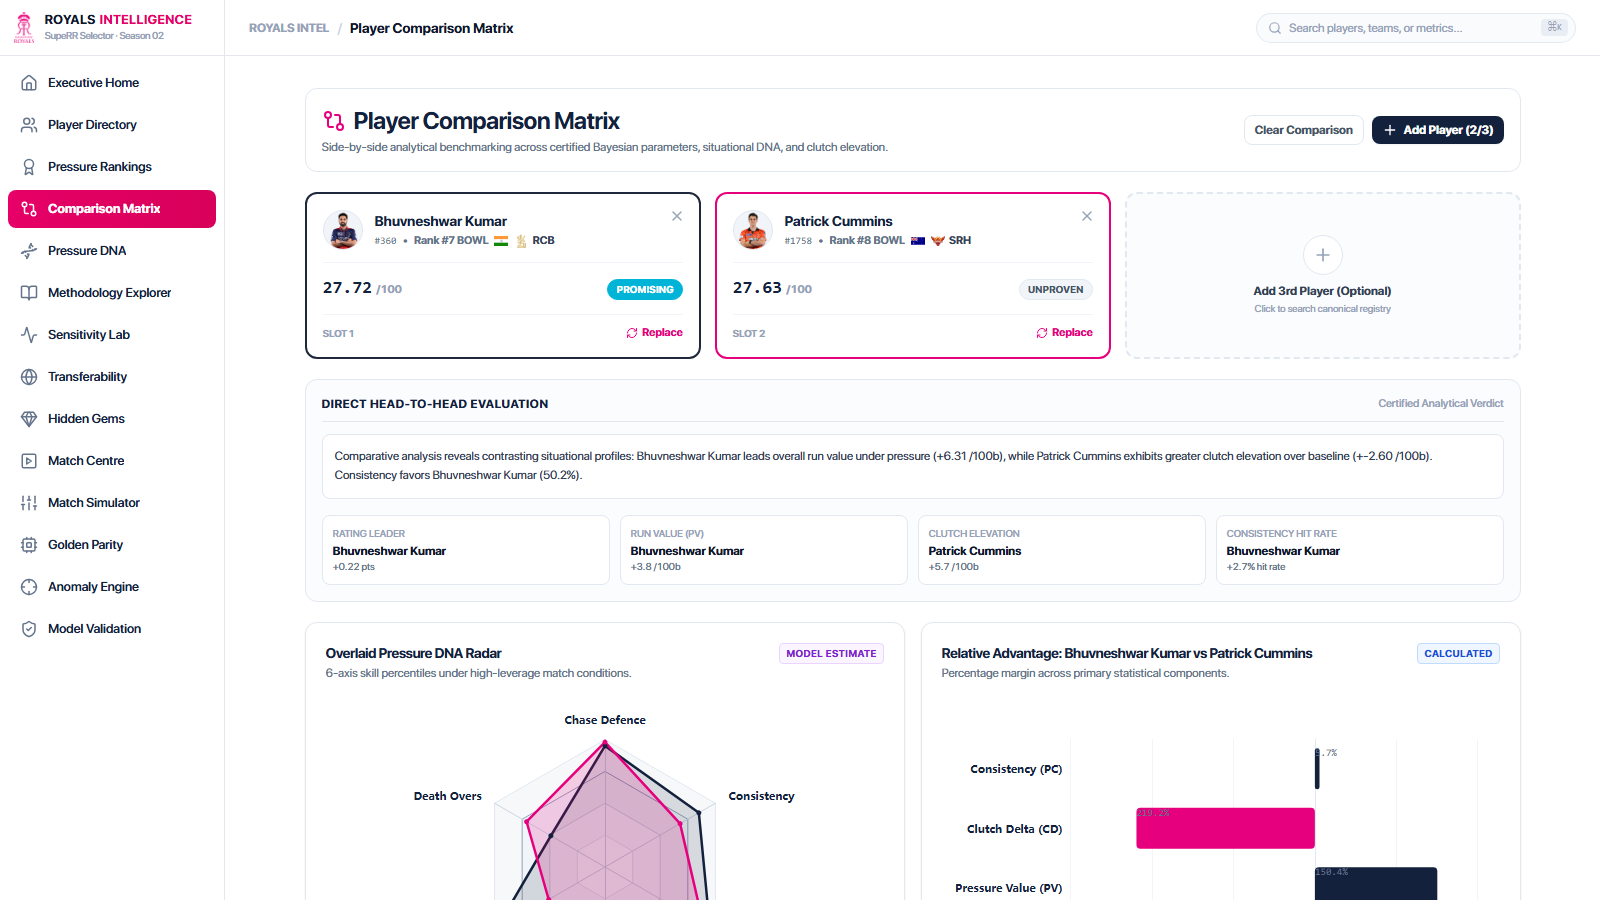 ROYALS INTELLIGENCE
SupeRR Selector · Season 02
ROYALS
ROYALS INTEL / Player Comparison Matrix
Search players, teams, or metrics...
⌘K
Executive Home
Player Directory
Pressure Rankings
Comparison Matrix
Pressure DNA
Methodology Explorer
Sensitivity Lab
Transferability
Hidden Gems
Match Centre
Match Simulator
Golden Parity
Anomaly Engine
Model Validation
Player Comparison Matrix
Side-by-side analytical benchmarking across certified Bayesian parameters, situational DNA, and clutch elevation.
Clear Comparison
Add Player (2/3)
Bhuvneshwar Kumar
#360 • Rank #7 BOWL RCB
27.72 /100
PROMISING
SLOT 1
Replace
Patrick Cummins
#1758 • Rank #8 BOWL SRH
27.63 /100
UNPROVEN
SLOT 2
Replace
Add 3rd Player (Optional)
Click to search canonical registry
DIRECT HEAD-TO-HEAD EVALUATION
Certified Analytical Verdict
Comparative analysis reveals contrasting situational profiles: Bhuvneshwar Kumar leads overall run value under pressure (+6.31 /100b), while Patrick Cummins exhibits greater clutch elevation over baseline (+-2.60 /100b).
Consistency favors Bhuvneshwar Kumar (50.2%).
RATING LEADER
Bhuvneshwar Kumar
+0.22 pts
RUN VALUE (PV)
Bhuvneshwar Kumar
+3.8 /100b
CLUTCH ELEVATION
Patrick Cummins
+5.7 /100b
CONSISTENCY HIT RATE
Bhuvneshwar Kumar
+2.7% hit rate
Overlaid Pressure DNA Radar
MODEL ESTIMATE
6-axis skill percentiles under high-leverage match conditions.
Chase Defence
Death Overs
Consistency
Relative Advantage: Bhuvneshwar Kumar vs Patrick Cummins
CALCULATED
Percentage margin across primary statistical components.
Consistency (PC)
Clutch Delta (CD)
219.2%
Pressure Value (PV)
150.4%